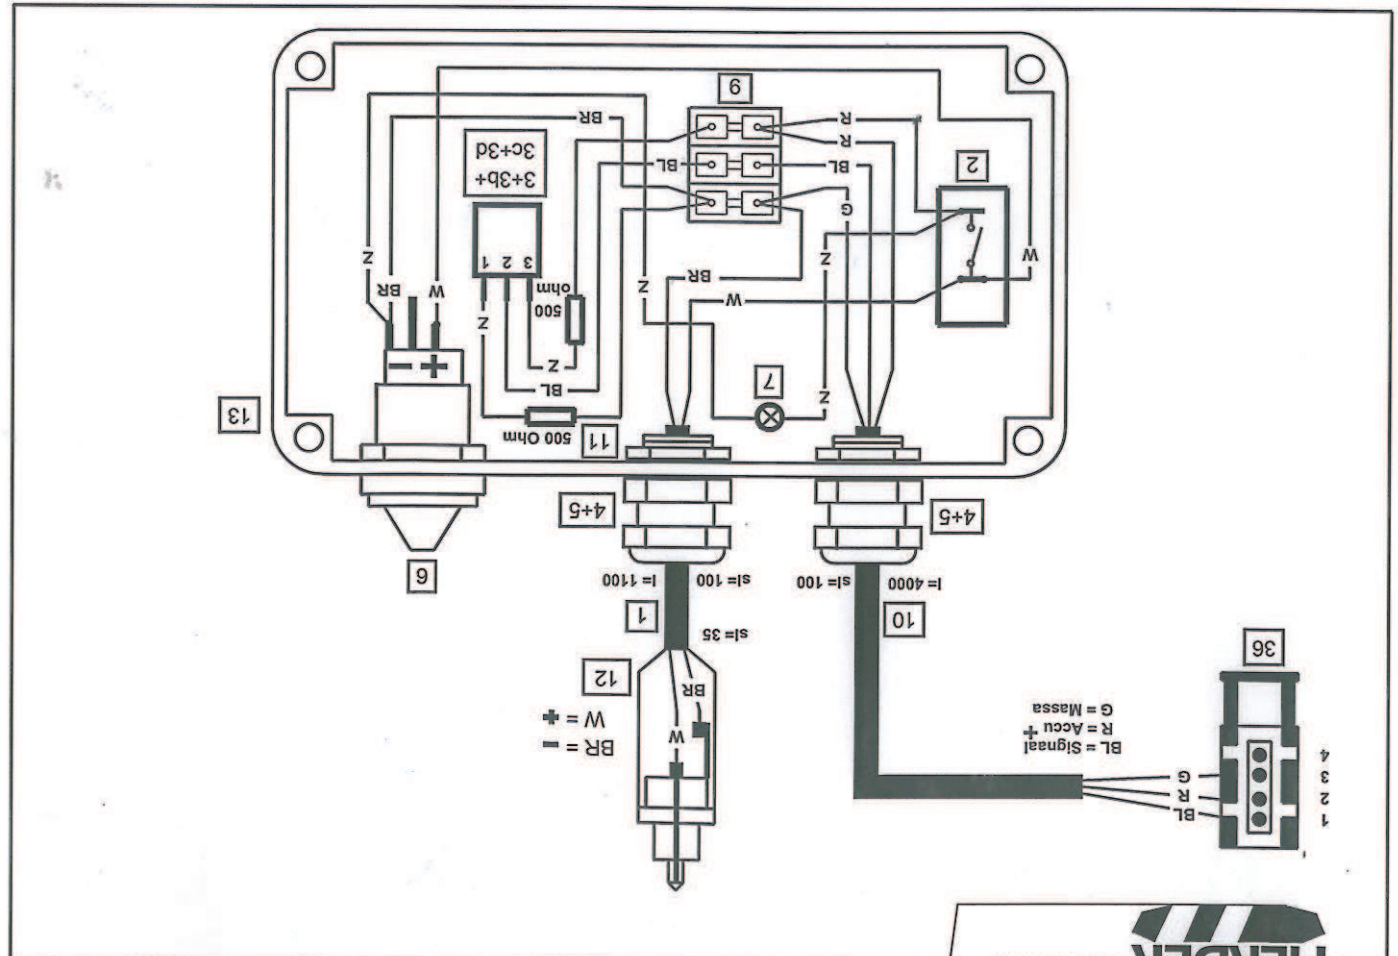 HERDER
1
2
3
4
BL
R
G
BL = Signaal
R = Accu +
G = Massa
36
BR = −
W = +
W
BR
12
sl= 35
1
10
l= 4000
sl= 100
sl= 100
l= 1100
6
4+5
4+5
13
11
500 Ohm
7
Z
Z
BL
Z
Z
500
ohm
W
BR
− +
W
BR
Z
Z
Z
W
G
1
2
3
3+3b+
3c+3d
2
BL
BL
R
R
BR
9